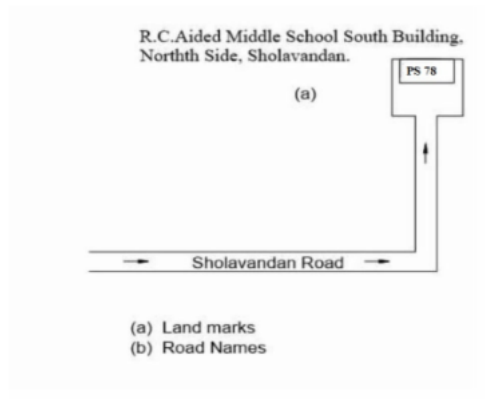 R.C.Aided Middle School South Building,
Northth Side, Sholavandan.
PS 78
(a)
Sholavandan Road
(a) Land marks
(b) Road Names